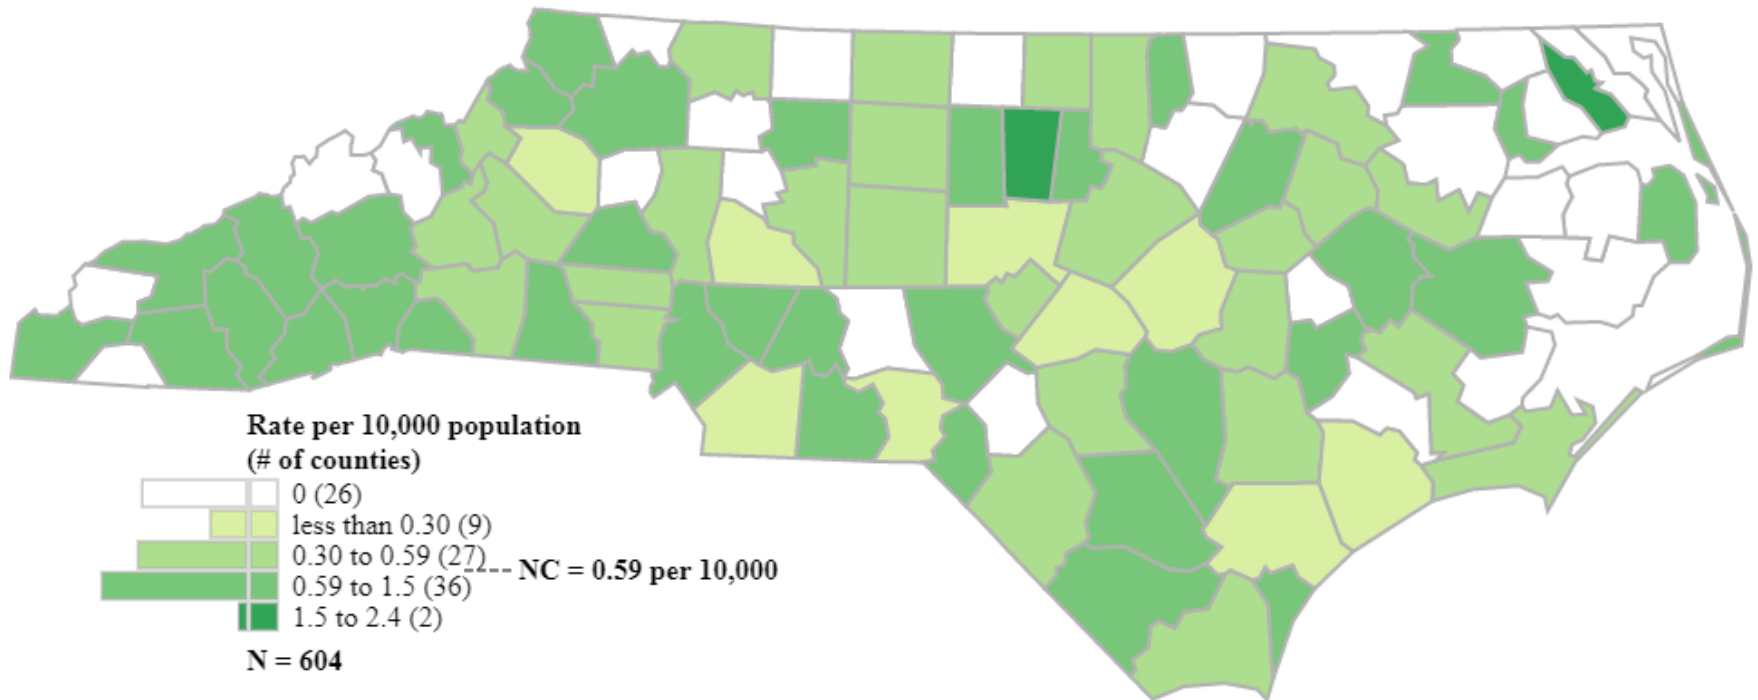 Rate per 10,000 population
(# of counties)
0 (26)
less than 0.30 (9)
0.30 to 0.59 (27)
NC = 0.59 per 10,000
0.59 to 1.5 (36)
1.5 to 2.4 (2)
N = 604